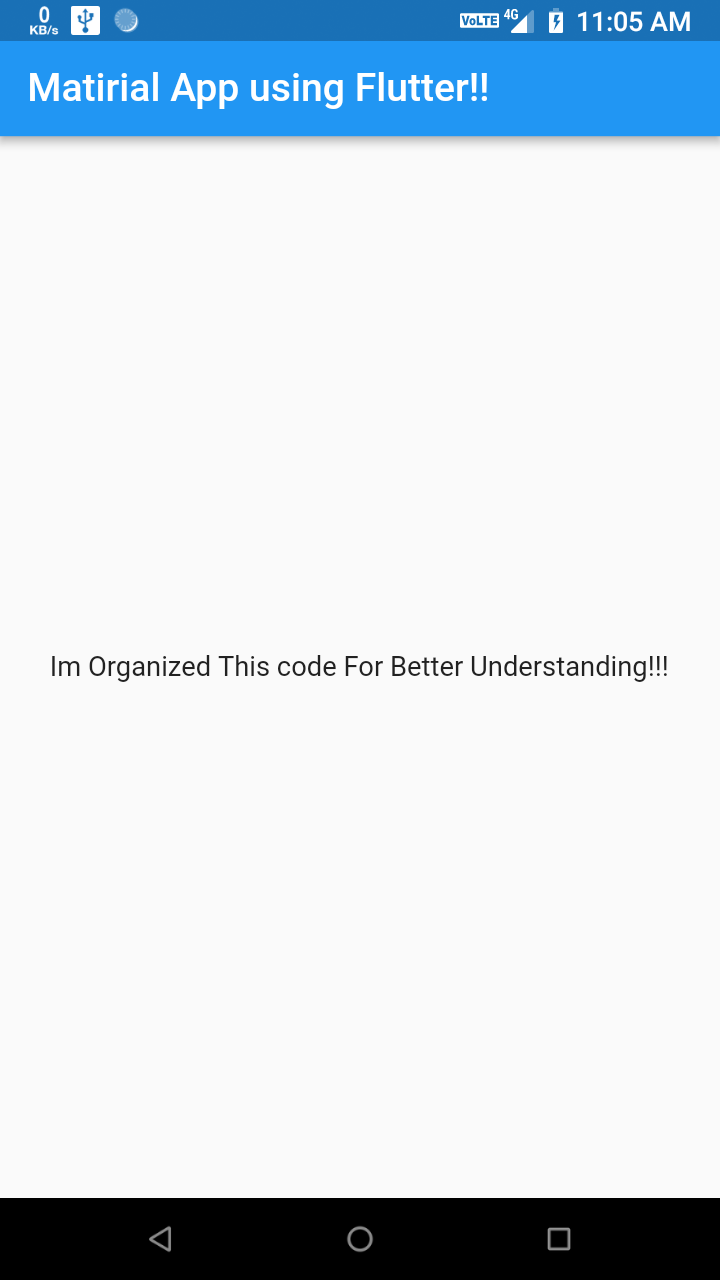 0
KB/s
VoLTE 4G 11:05 AM
Matirial App using Flutter!!
Im Organized This code For Better Understanding!!!